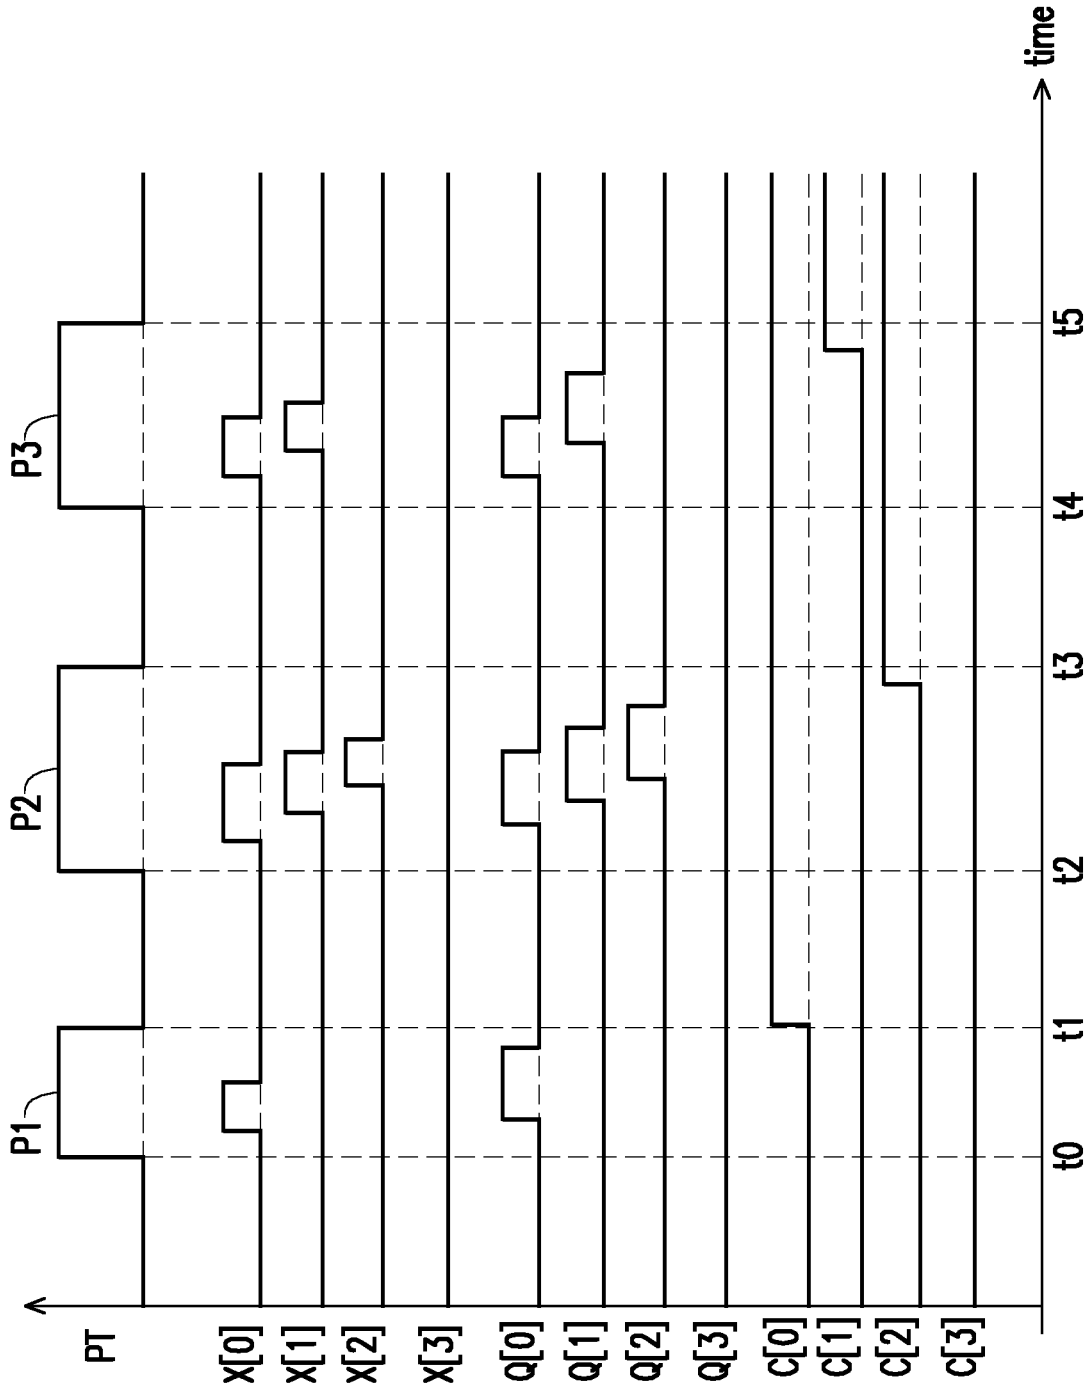 P1
P2
P3
PT
X[0]
X[1]
X[2]
X[3]
Q[0]
Q[1]
Q[2]
Q[3]
C[0]
C[1]
C[2]
C[3]
t0
t1
t2
t3
t4
t5
time